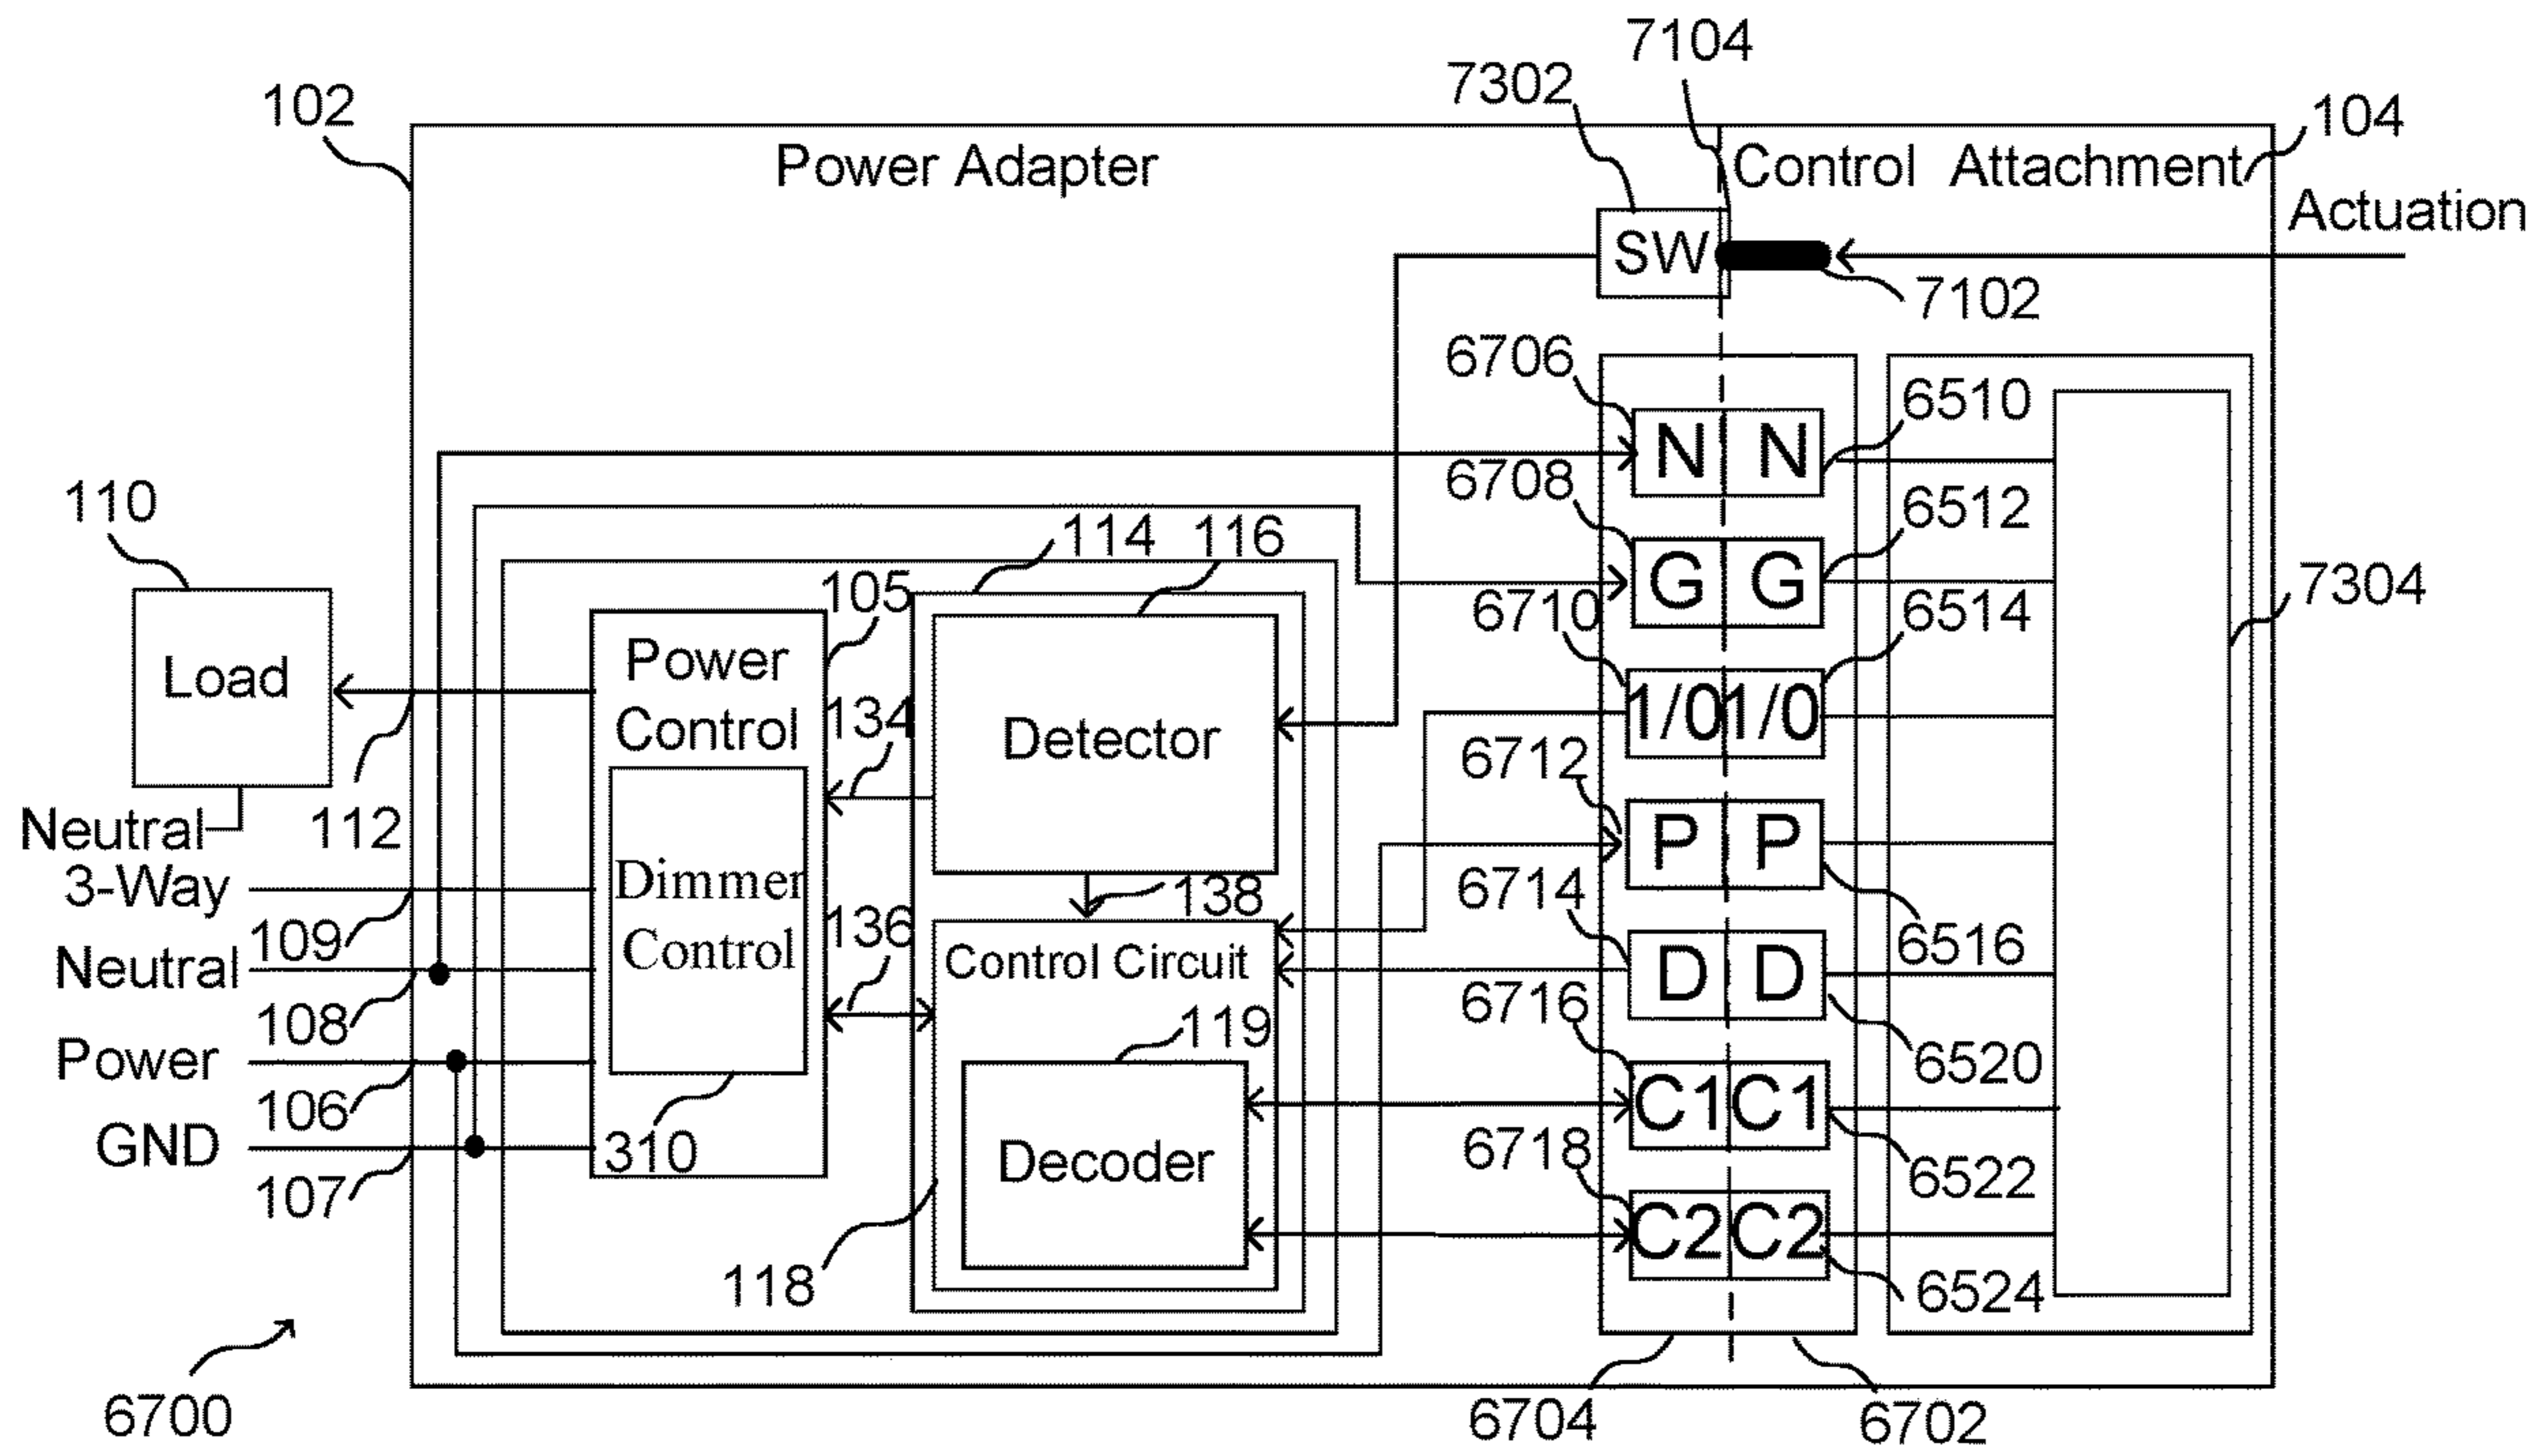 7104
7302
102
104
Power Adapter
Control Attachment
Actuation
SW
7102
6706
6510
N N
110
6708
6512
114 116
G G
105
6710
6514
7304
Load
Power
Control
1/0 1/0
134
Detector
6712
Neutral
112
P P
3-Way
Dimmer
Control
138
6714
109
136
6516
Neutral
Control Circuit
D D
108
119
6716
Power
6520
106
C1 C1
GND
310
6718
Decoder
107
6522
C2 C2
118
6524
6700
6704
6702